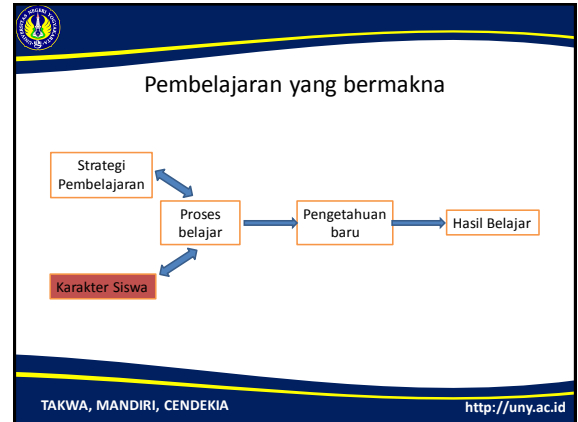 Pembelajaran yang bermakna
Strategi
Pembelajaran
Proses
belajar
Pengetahuan
baru
Hasil Belajar
Karakter Siswa
TAKWA, MANDIRI, CENDEKIA
http://uny.ac.id